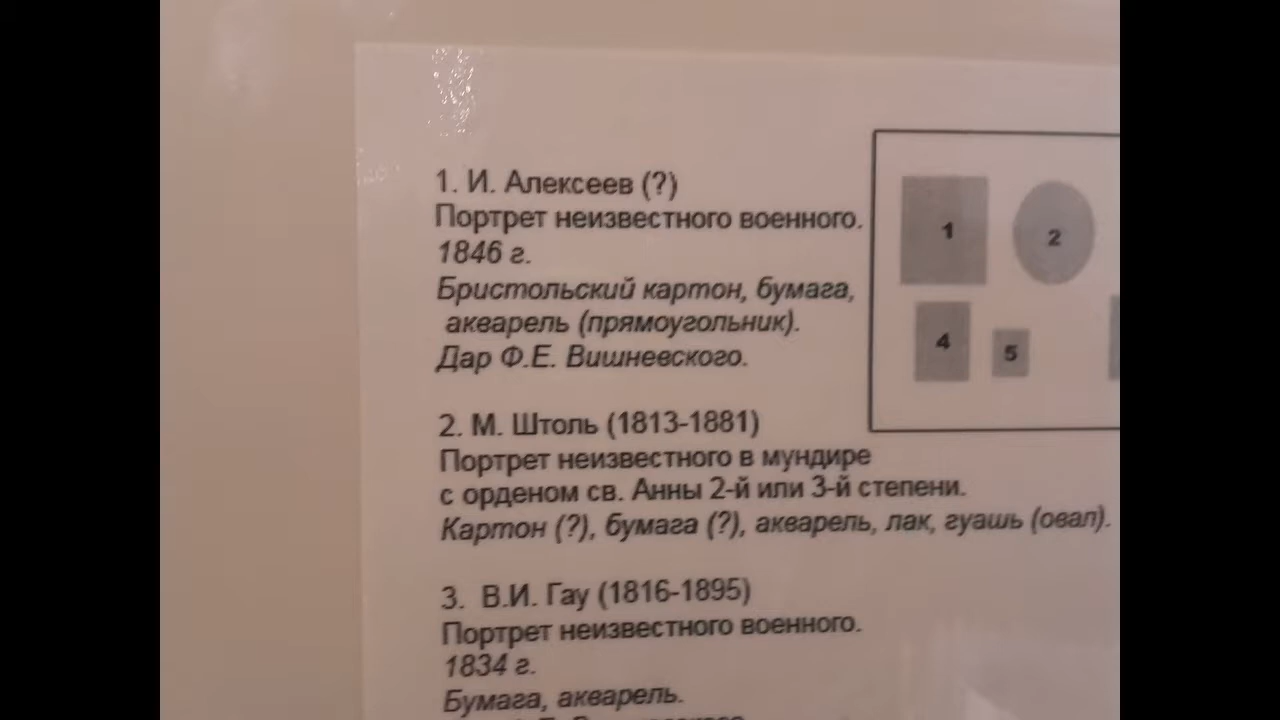 1. И. Алексеев (?)
Портрет неизвестного военного.
1846 г.
Бристольский картон, бумага,
акварель (прямоугольник).
Дар Ф.Е. Вишневского.
2. М. Штоль (1813-1881)
Портрет неизвестного в мундире
с орденом св. Анны 2-й или 3-й степени.
Картон (?), бумага (?), акварель, лак, гуашь (овал).
3. В.И. Гау (1816-1895)
Портрет неизвестного военного.
1834 г.
Бумага, акварель.
1
2
4
5